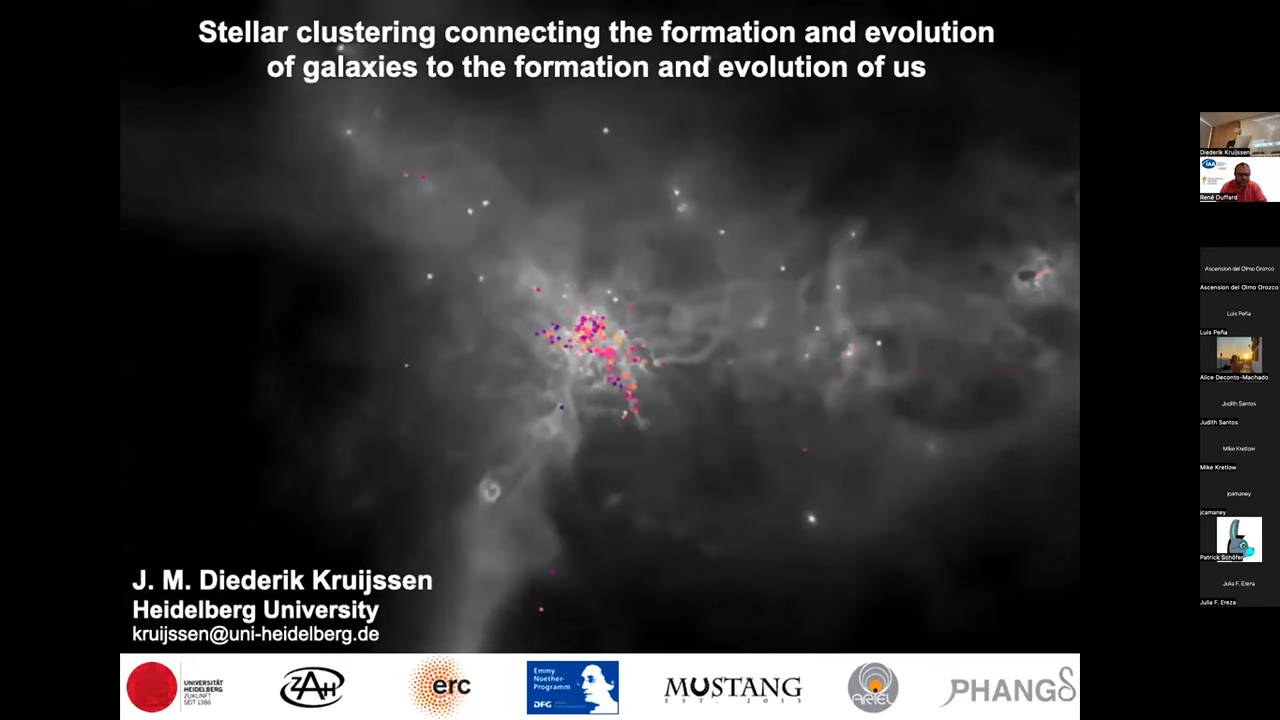 Stellar clustering connecting the formation and evolution
of galaxies to the formation and evolution of us
J. M. Diederik Kruijssen
Heidelberg University
kruijssen@uni-heidelberg.de
UNIVERSITÄT
HEIDELBERG
ZUKUNFT
SEIT 1386
ZAH
erc
Emmy
Noether-
Programm
DFG
MUSTANG
EST. 2013
ARIEL
PHANGS
Diederik Kruijssen
IAA
René Duffard
Ascension del Olmo Orozco
Ascension del Olmo Orozco
Luis Peña
Luis Peña
Alice Deconto-Machado
Judith Santos
Judith Santos
Mike Kretlow
Mike Kretlow
jcamaney
jcamaney
Patrick Schöfer
Julia F. Ereza
Julia F. Ereza